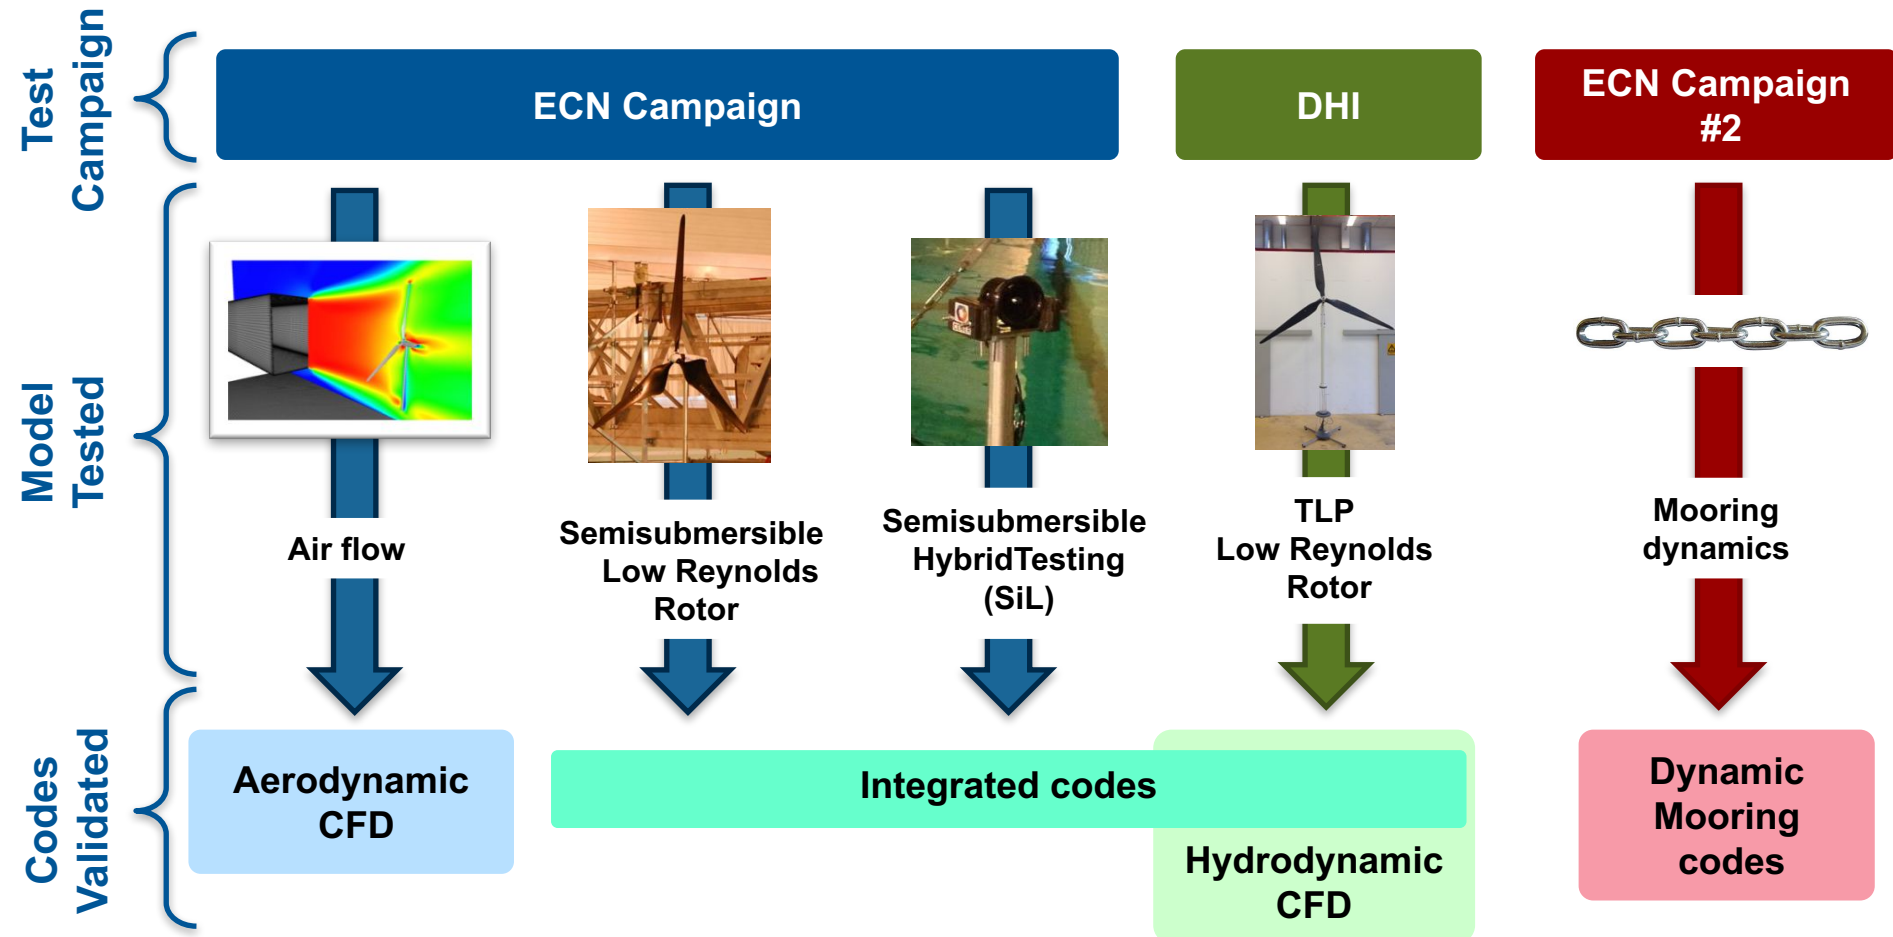 Test
Campaign
ECN Campaign
DHI
ECN Campaign
#2
Model
Tested
Air flow
Semisubmersible
Low Reynolds
Rotor
Semisubmersible
HybridTesting
(SiL)
TLP
Low Reynolds
Rotor
Mooring
dynamics
Codes
Validated
Aerodynamic
CFD
Integrated codes
Hydrodynamic
CFD
Dynamic
Mooring
codes